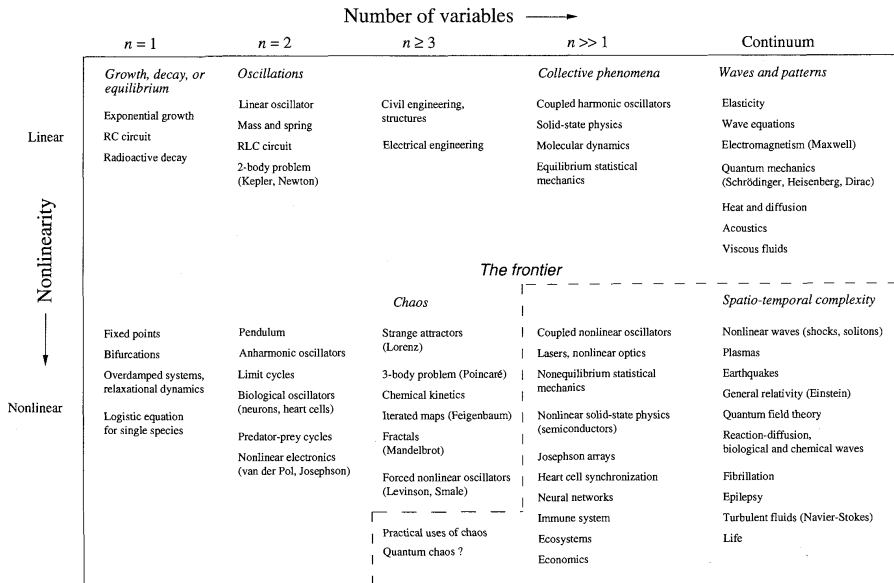 Number of variables
n = 1
n = 2
n ≥ 3
n >> 1
Continuum
Linear
Nonlinearity
Nonlinear
Growth, decay, or
equilibrium
Exponential growth
RC circuit
Radioactive decay
Oscillations
Linear oscillator
Mass and spring
RLC circuit
2-body problem
(Kepler, Newton)
Civil engineering,
structures
Electrical engineering
Collective phenomena
Coupled harmonic oscillators
Solid-state physics
Molecular dynamics
Equilibrium statistical
mechanics
Waves and patterns
Elasticity
Wave equations
Electromagnetism (Maxwell)
Quantum mechanics
(Schrödinger, Heisenberg, Dirac)
Heat and diffusion
Acoustics
Viscous fluids
The frontier
Fixed points
Bifurcations
Overdamped systems,
relaxational dynamics
Logistic equation
for single species
Pendulum
Anharmonic oscillators
Limit cycles
Biological oscillators
(neurons, heart cells)
Predator-prey cycles
Nonlinear electronics
(van der Pol, Josephson)
Chaos
Strange attractors
(Lorenz)
3-body problem (Poincaré)
Chemical kinetics
Iterated maps (Feigenbaum)
Fractals
(Mandelbrot)
Forced nonlinear oscillators
(Levinson, Smale)
Practical uses of chaos
Quantum chaos ?
Coupled nonlinear oscillators
Lasers, nonlinear optics
Nonequilibrium statistical
mechanics
Nonlinear solid-state physics
(semiconductors)
Josephson arrays
Heart cell synchronization
Neural networks
Immune system
Ecosystems
Economics
Spatio-temporal complexity
Nonlinear waves (shocks, solitons)
Plasmas
Earthquakes
General relativity (Einstein)
Quantum field theory
Reaction-diffusion,
biological and chemical waves
Fibrillation
Epilepsy
Turbulent fluids (Navier-Stokes)
Life